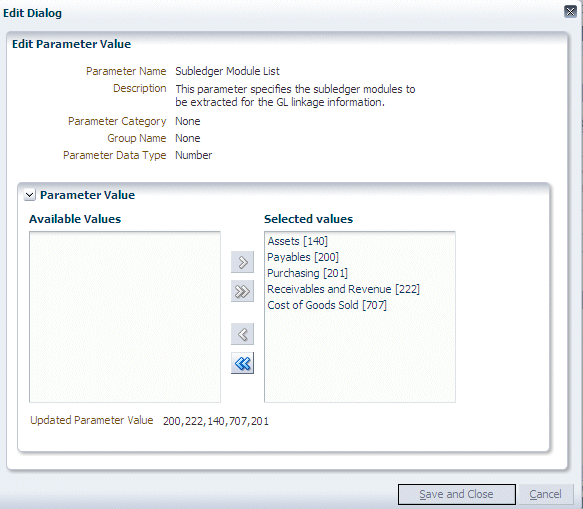 Edit Dialog
Edit Parameter Value
Parameter Name Subledger Module List
Description This parameter specifies the subledger modules to
be extracted for the GL linkage information.
Parameter Category None
Group Name None
Parameter Data Type Number
Parameter Value
Available Values
Selected values
Assets [140]
Payables [200]
Purchasing [201]
Receivables and Revenue [222]
Cost of Goods Sold [707]
Updated Parameter Value 200,222,140,707,201
Save and Close Cancel